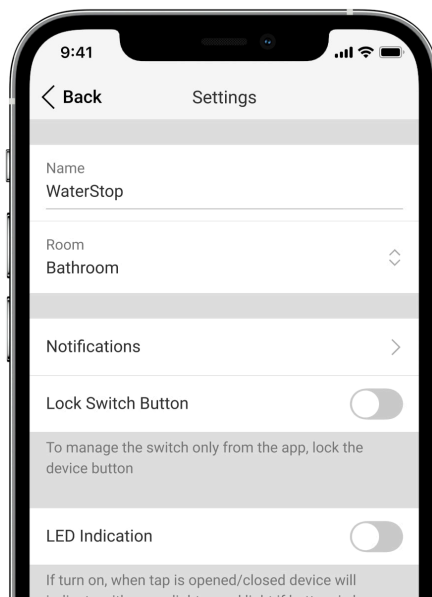 9:41
Back
Settings
Name
WaterStop
Room
Bathroom
Notifications
Lock Switch Button
To manage the switch only from the app, lock the
device button
LED Indication
If turn on, when tap is opened/closed device will